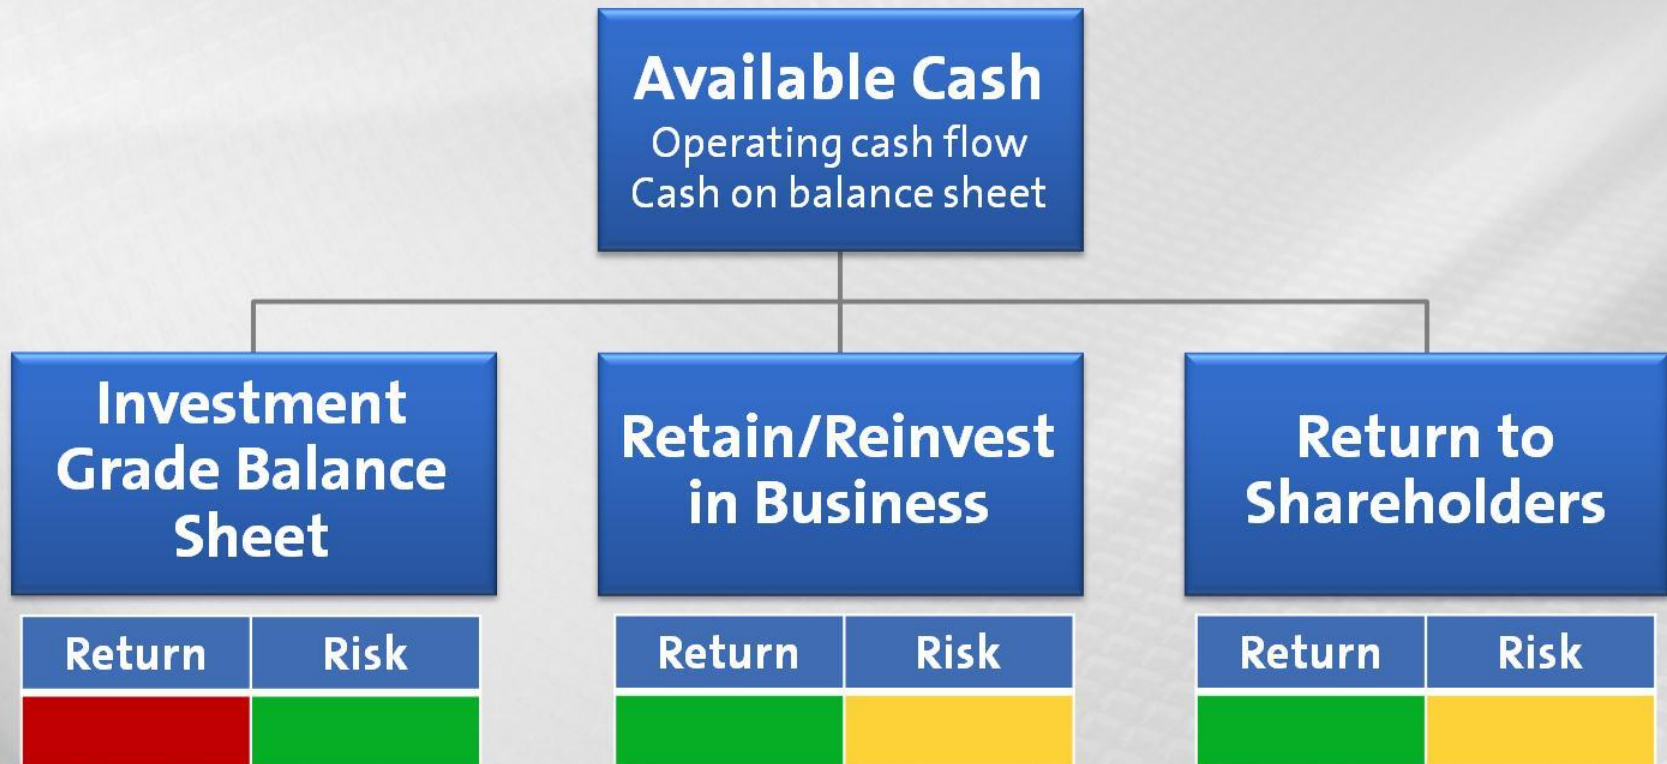 Available Cash
Operating cash flow
Cash on balance sheet
Investment
Grade Balance
Sheet
Retain/Reinvest
in Business
Return to
Shareholders
Return Risk
Return Risk
Return Risk